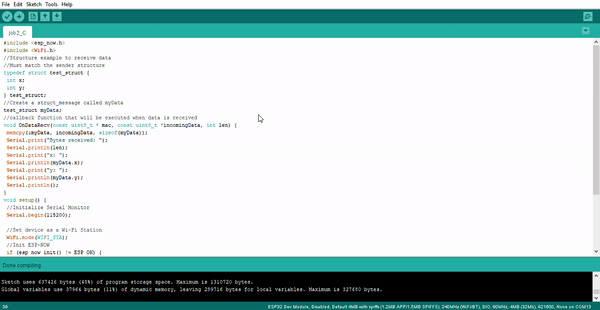 File Edit Sketch Tools Help
job2_C
#include <esp_now.h>
#include <WiFi.h>
//Structure example to receive data
//Must match the sender structure
typedef struct test_struct {
int x;
int y;
} test_struct;
//Create a struct_message called myData
test_struct myData;
//callback function that will be executed when data is received
void OnDataRecv(const uint8_t * mac, const uint8_t *incomingData, int len) {
memcpy(&myData, incomingData, sizeof(myData));
Serial.print("Bytes received: ");
Serial.println(len);
Serial.print("x: ");
Serial.println(myData.x);
Serial.print("y: ");
Serial.println(myData.y);
Serial.println();
}
void setup() {
//Initialize Serial Monitor
Serial.begin(115200);
//Set device as a Wi-Fi Station
WiFi.mode(WIFI_STA);
//Init ESP-NOW
if (esp_now_init() != ESP_OK) {
Done compiling.
Sketch uses 637426 bytes (48%) of program storage space. Maximum is 1310720 bytes.
Global variables use 37966 bytes (11%) of dynamic memory, leaving 289716 bytes for local variables. Maximum is 327680 bytes.
ESP32 Dev Module, Disabled, Default 4MB with spiffs (1.2MB APP/1.5MB SPIFFS), 240MHz (WiFi/BT), DIO, 80MHz, 4MB (32Mb), 921600, None on COM13